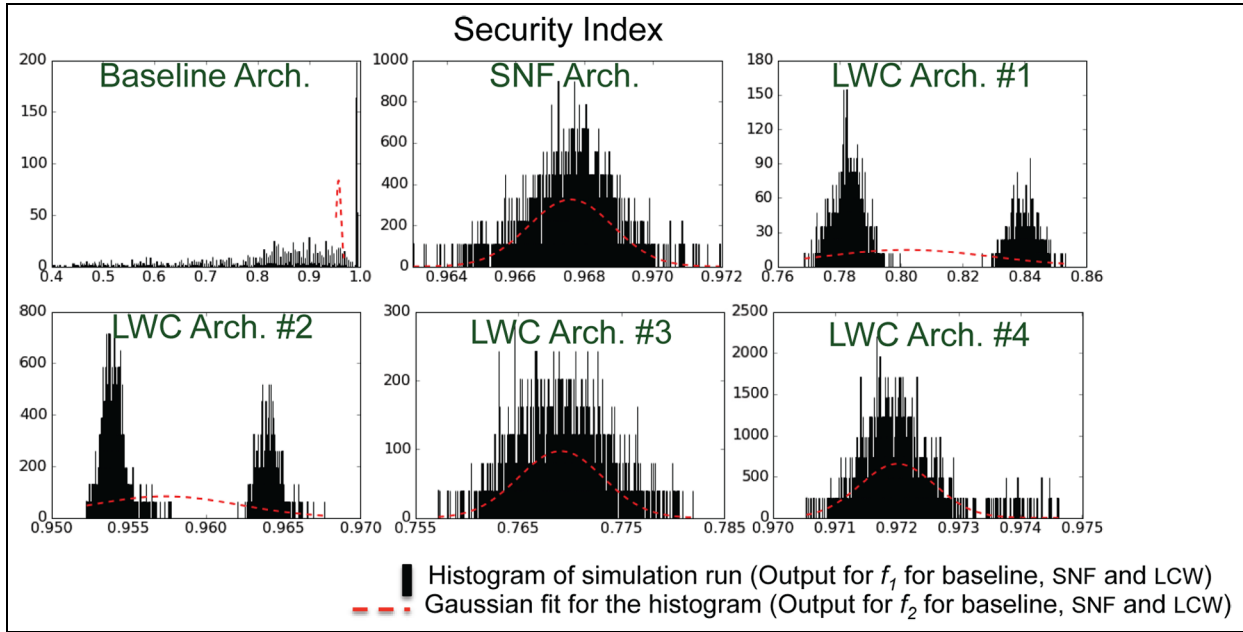 Security Index
Baseline Arch.
200
150
100
50
0
0.4 0.5 0.6 0.7 0.8 0.9 1.0
SNF Arch.
1000
800
600
400
200
0
0.964 0.966 0.968 0.970 0.972
LWC Arch. #1
180
150
120
90
60
30
0
0.76 0.78 0.80 0.82 0.84 0.86
LWC Arch. #2
800
600
400
200
0
0.950 0.955 0.960 0.965 0.970
LWC Arch. #3
300
200
100
0
0.755 0.765 0.775 0.785
LWC Arch. #4
2500
2000
1500
1000
500
0
0.970 0.971 0.972 0.973 0.974 0.975
Histogram of simulation run (Output for f1 for baseline, SNF and LCW)
Gaussian fit for the histogram (Output for f2 for baseline, SNF and LCW)